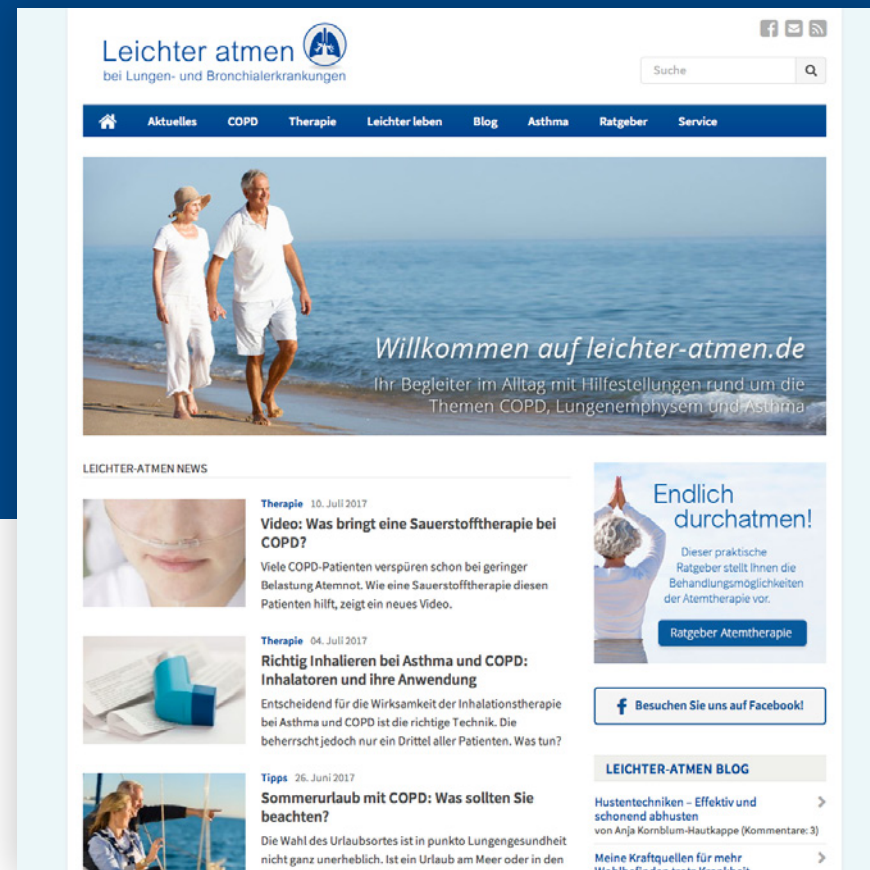 Leichter atmen
bei Lungen- und Bronchialerkrankungen
Suche
Aktuelles COPD Therapie Leichter leben Blog Asthma Ratgeber Service
Willkommen auf leichter-atmen.de
Ihr Begleiter im Alltag mit Hilfestellungen rund um die
Themen COPD, Lungenemphysem und Asthma
LEICHTER-ATMEN NEWS
Therapie 10. Juli 2017
Video: Was bringt eine Sauerstofftherapie bei
COPD?
Viele COPD-Patienten verspüren schon bei geringer
Belastung Atemnot. Wie eine Sauerstofftherapie diesen
Patienten hilft, zeigt ein neues Video.
Therapie 04. Juli 2017
Richtig Inhalieren bei Asthma und COPD:
Inhalatoren und ihre Anwendung
Entscheidend für die Wirksamkeit der Inhalationstherapie
bei Asthma und COPD ist die richtige Technik. Die
beherrscht jedoch nur ein Drittel aller Patienten. Was tun?
Tipps 26. Juni 2017
Sommerurlaub mit COPD: Was sollten Sie
beachten?
Die Wahl des Urlaubsortes ist in punkto Lungengesundheit
nicht ganz unerheblich. Ist ein Urlaub am Meer oder in den
Endlich
durchatmen!
Dieser praktische
Ratgeber stellt Ihnen die
Behandlungsmöglichkeiten
der Atemtherapie vor.
Ratgeber Atemtherapie
Besuchen Sie uns auf Facebook!
LEICHTER-ATMEN BLOG
Hustentechniken – Effektiv und
schonend abhusten
von Anja Kornblum-Hautkappe (Kommentare: 3)
Meine Kraftquellen für mehr
Wohlbefinden trotz Krankheit